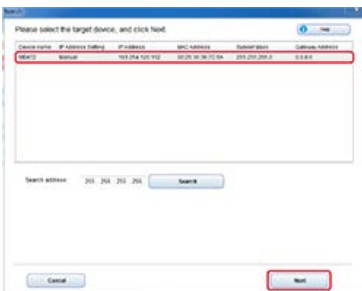 Search
Please select the target device, and click Next.
Help
Device Name IP Address Setting IP Address MAC Address Subnet Mask Gateway Address
Manual 255.255.255.0 0.0.0.0
Search address 255 255 255 255 Search
Cancel Next